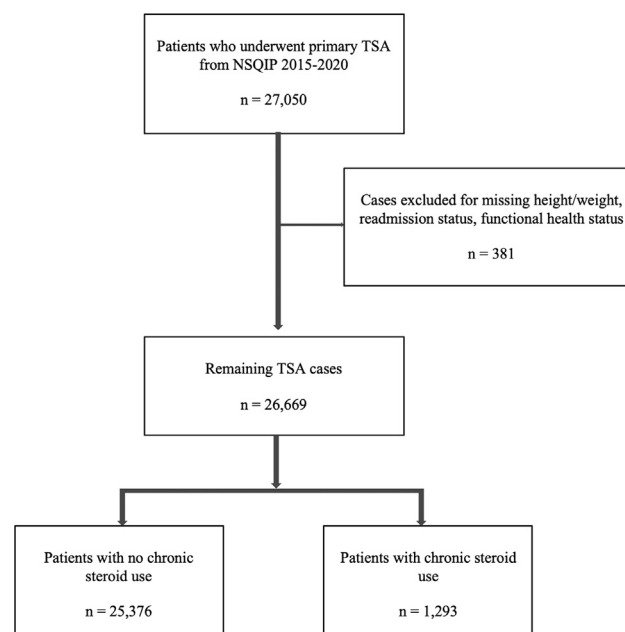 Patients who underwent primary TSA
from NSQIP 2015-2020
n = 27,050
Cases excluded for missing height/weight,
readmission status, functional health status
n = 381
Remaining TSA cases
n = 26,669
Patients with no chronic
steroid use
n = 25,376
Patients with chronic steroid
use
n = 1,293